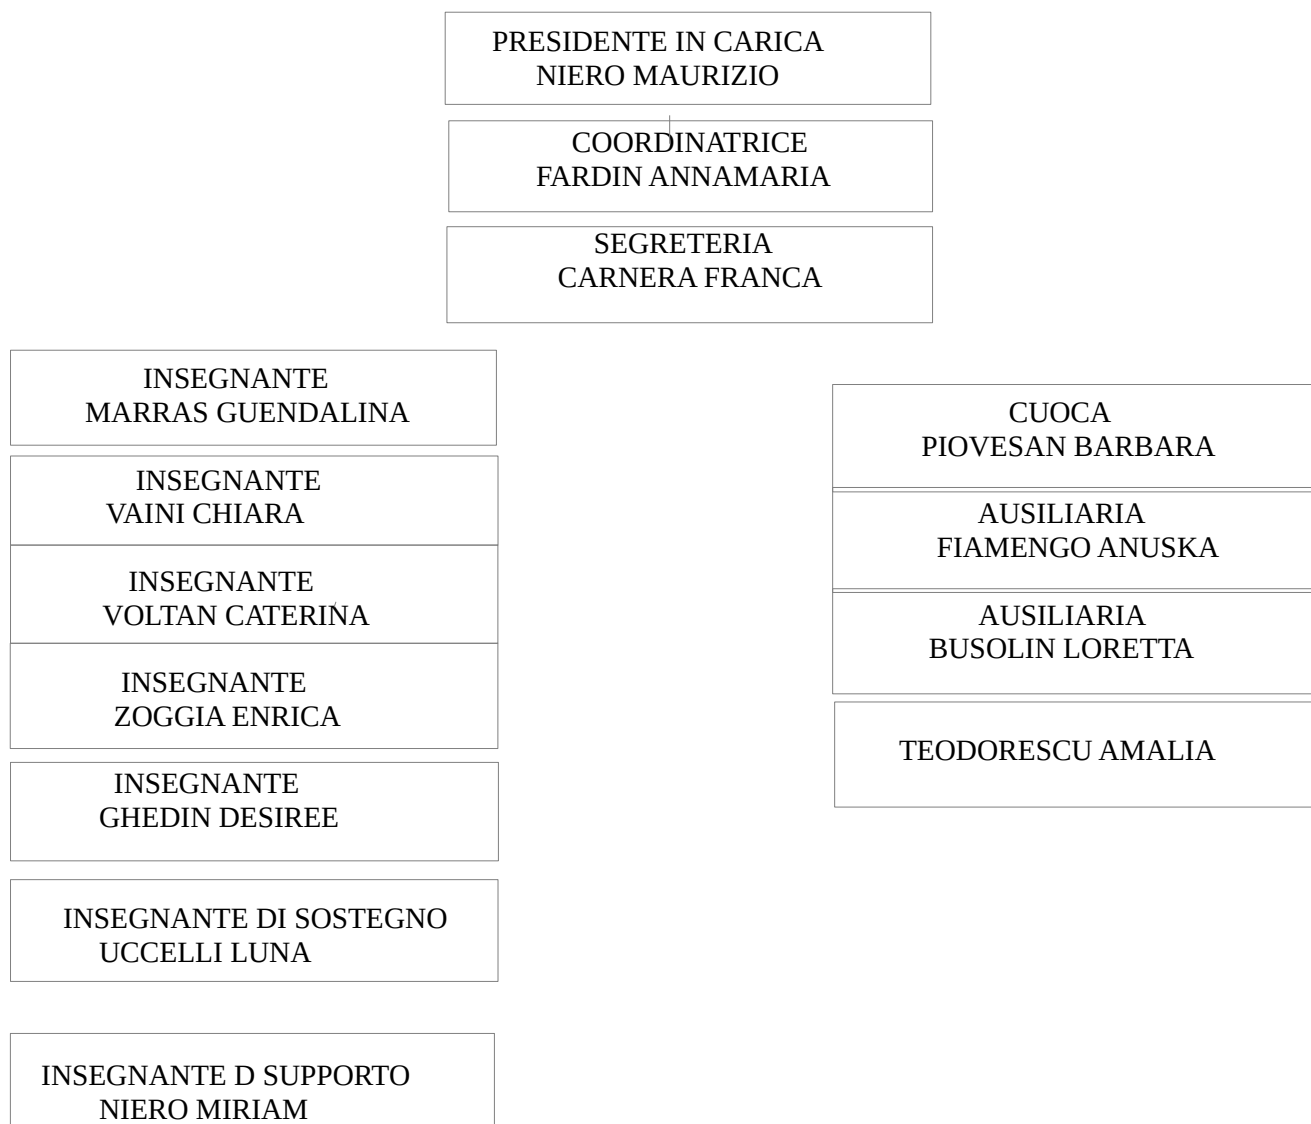 PRESIDENTE IN CARICA
NIERO MAURIZIO
COORDINATRICE
FARDIN ANNAMARIA
SEGRETERIA
CARNERA FRANCA
INSEGNANTE
MARRAS GUENDALINA
INSEGNANTE
VAINI CHIARA
INSEGNANTE
VOLTAN CATERINA
INSEGNANTE
ZOGGIA ENRICA
INSEGNANTE
GHEDIN DESIREE
INSEGNANTE DI SOSTEGNO
UCCELLI LUNA
INSEGNANTE D SUPPORTO
NIERO MIRIAM
CUOCA
PIOVESAN BARBARA
AUSILIARIA
FIAMENGO ANUSKA
AUSILIARIA
BUSOLIN LORETTA
TEODORESCU AMALIA